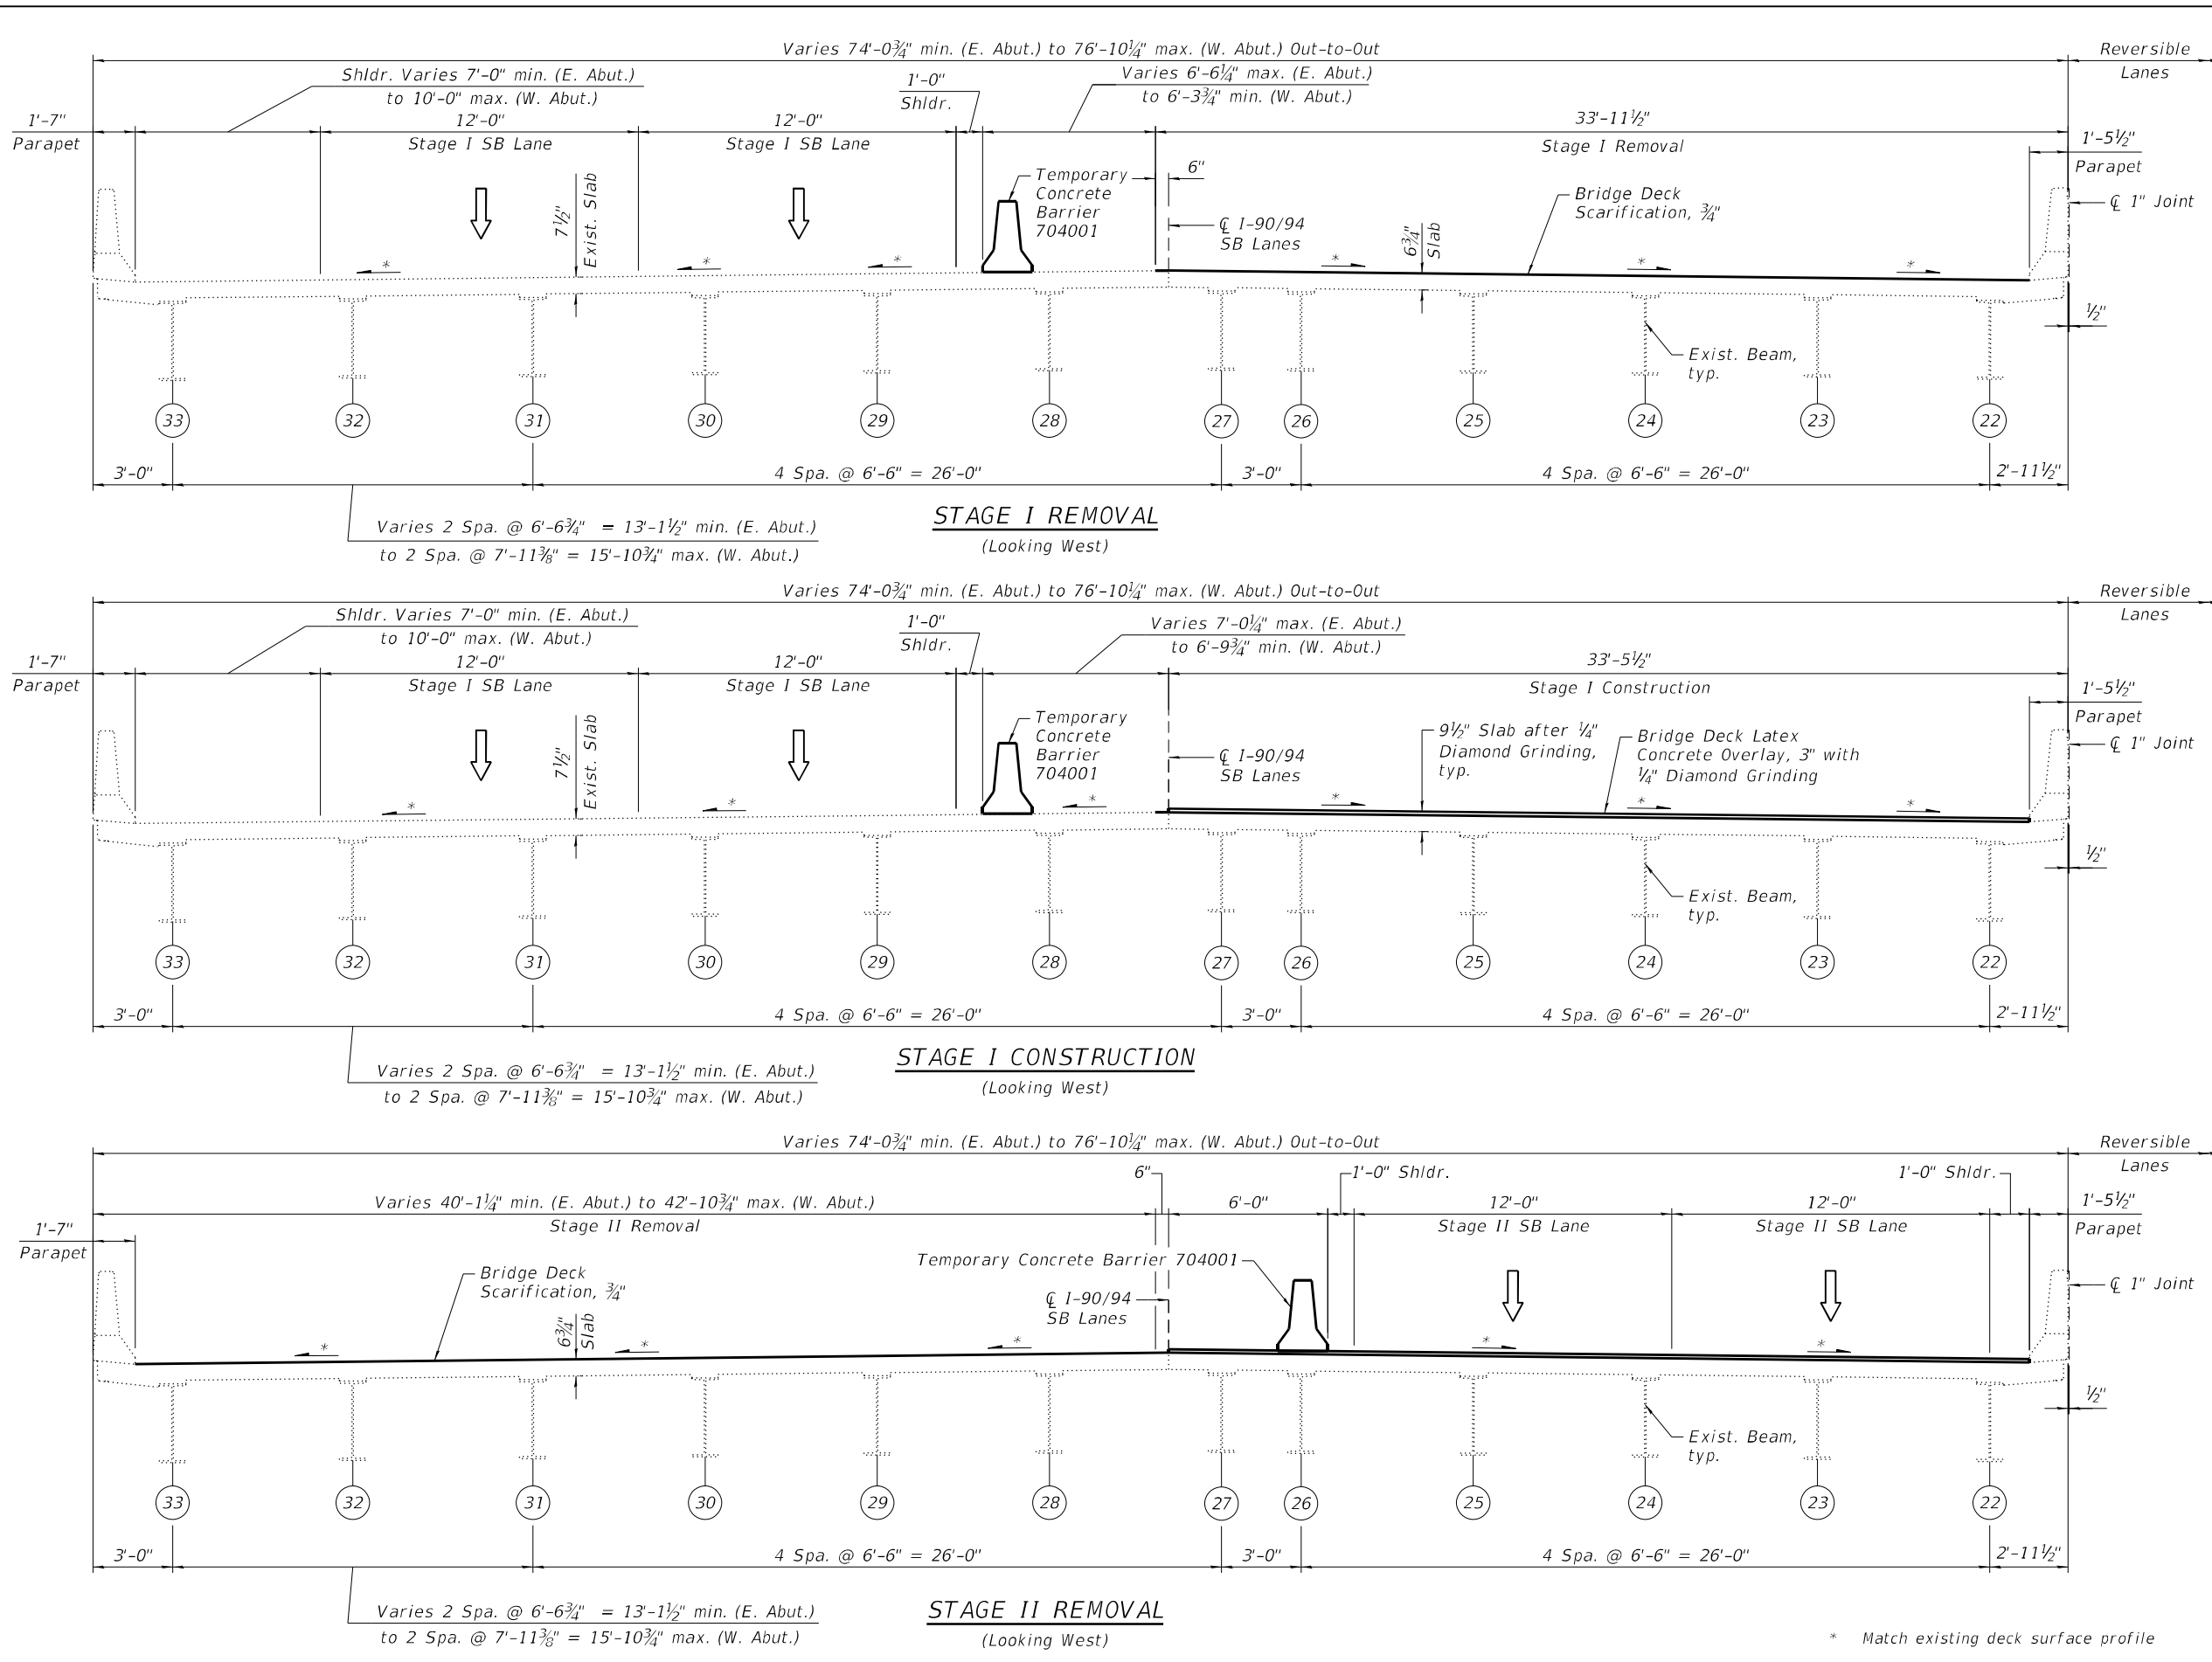 Varies 74'-0¾" min. (E. Abut.) to 76'-10¼" max. (W. Abut.) Out-to-Out
Reversible
Lanes
Shldr. Varies 7'-0" min. (E. Abut.)
to 10'-0" max. (W. Abut.)
1'-0"
Shldr.
Varies 6'-6¼" max. (E. Abut.)
to 6'-3¾" min. (W. Abut.)
1'-7"
Parapet
12'-0"
Stage I SB Lane
12'-0"
Stage I SB Lane
33'-11½"
Stage I Removal
1'-5½"
Parapet
7½"
Exist. Slab
Temporary
Concrete
Barrier
704001
6"
℄ I-90/94
SB Lanes
6¾"
Slab
Bridge Deck
Scarification, ¾"
℄ 1" Joint
* * * * * *
½"
Exist. Beam,
typ.
33 32 31 30 29 28 27 26 25 24 23 22
3'-0"
4 Spa. @ 6'-6" = 26'-0"
3'-0"
4 Spa. @ 6'-6" = 26'-0"
2'-11½"
Varies 2 Spa. @ 6'-6¾" = 13'-1½" min. (E. Abut.)
to 2 Spa. @ 7'-11⅜" = 15'-10¾" max. (W. Abut.)
STAGE I REMOVAL
(Looking West)
Varies 74'-0¾" min. (E. Abut.) to 76'-10¼" max. (W. Abut.) Out-to-Out
Reversible
Lanes
Shldr. Varies 7'-0" min. (E. Abut.)
to 10'-0" max. (W. Abut.)
1'-0"
Shldr.
Varies 7'-0¼" max. (E. Abut.)
to 6'-9¾" min. (W. Abut.)
1'-7"
Parapet
12'-0"
Stage I SB Lane
12'-0"
Stage I SB Lane
33'-5½"
Stage I Construction
1'-5½"
Parapet
7½"
Exist. Slab
Temporary
Concrete
Barrier
704001
℄ I-90/94
SB Lanes
9½" Slab after ¼"
Diamond Grinding,
typ.
Bridge Deck Latex
Concrete Overlay, 3" with
¼" Diamond Grinding
℄ 1" Joint
* * * * * *
½"
Exist. Beam,
typ.
33 32 31 30 29 28 27 26 25 24 23 22
3'-0"
4 Spa. @ 6'-6" = 26'-0"
3'-0"
4 Spa. @ 6'-6" = 26'-0"
2'-11½"
Varies 2 Spa. @ 6'-6¾" = 13'-1½" min. (E. Abut.)
to 2 Spa. @ 7'-11⅜" = 15'-10¾" max. (W. Abut.)
STAGE I CONSTRUCTION
(Looking West)
Varies 74'-0¾" min. (E. Abut.) to 76'-10¼" max. (W. Abut.) Out-to-Out
Reversible
Lanes
6"
1'-0" Shldr.
1'-0" Shldr.
Varies 40'-1¼" min. (E. Abut.) to 42'-10¾" max. (W. Abut.)
Stage II Removal
6'-0"
12'-0"
Stage II SB Lane
12'-0"
Stage II SB Lane
1'-5½"
Parapet
1'-7"
Parapet
Temporary Concrete Barrier 704001
Bridge Deck
Scarification, ¾"
℄ I-90/94
SB Lanes
℄ 1" Joint
6¾"
Slab
* * * * *
½"
Exist. Beam,
typ.
33 32 31 30 29 28 27 26 25 24 23 22
3'-0"
4 Spa. @ 6'-6" = 26'-0"
3'-0"
4 Spa. @ 6'-6" = 26'-0"
2'-11½"
Varies 2 Spa. @ 6'-6¾" = 13'-1½" min. (E. Abut.)
to 2 Spa. @ 7'-11⅜" = 15'-10¾" max. (W. Abut.)
STAGE II REMOVAL
(Looking West)
* Match existing deck surface profile